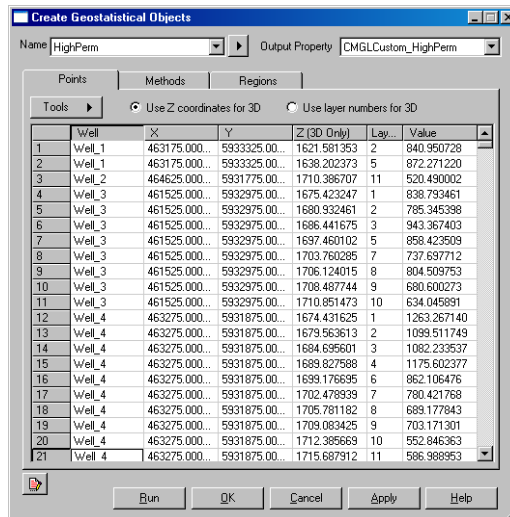 Create Geostatistical Objects
Name HighPerm Output Property CMGLCustom_HighPerm
Points Methods Regions
Tools Use Z coordinates for 3D Use layer numbers for 3D
Well X Y Z (3D Only) Lay... Value
1 Well_1 463175.000... 5933325.00... 1621.581353 2 840.950728
2 Well_1 463175.000... 5933325.00... 1638.202373 5 872.271220
3 Well_2 464625.000... 5931775.00... 1710.386707 11 520.490002
4 Well_3 461525.000... 5932975.00... 1675.423247 1 838.793461
5 Well_3 461525.000... 5932975.00... 1680.932461 2 785.345398
6 Well_3 461525.000... 5932975.00... 1686.441675 3 943.367403
7 Well_3 461525.000... 5932975.00... 1697.460102 5 858.423509
8 Well_3 461525.000... 5932975.00... 1703.760285 7 737.697712
9 Well_3 461525.000... 5932975.00... 1706.124015 8 804.509753
10 Well_3 461525.000... 5932975.00... 1708.487744 9 680.600273
11 Well_3 461525.000... 5932975.00... 1710.851473 10 634.045891
12 Well_4 463275.000... 5931875.00... 1674.431625 1 1263.267140
13 Well_4 463275.000... 5931875.00... 1679.563613 2 1099.511749
14 Well_4 463275.000... 5931875.00... 1684.695601 3 1082.233537
15 Well_4 463275.000... 5931875.00... 1689.827588 4 1175.602377
16 Well_4 463275.000... 5931875.00... 1699.176695 6 862.106476
17 Well_4 463275.000... 5931875.00... 1702.478939 7 780.421768
18 Well_4 463275.000... 5931875.00... 1705.781182 8 689.177843
19 Well_4 463275.000... 5931875.00... 1709.083425 9 703.171301
20 Well_4 463275.000... 5931875.00... 1712.385669 10 552.846363
21 Well_4 463275.000... 5931875.00... 1715.687912 11 586.988953
Run OK Cancel Apply Help